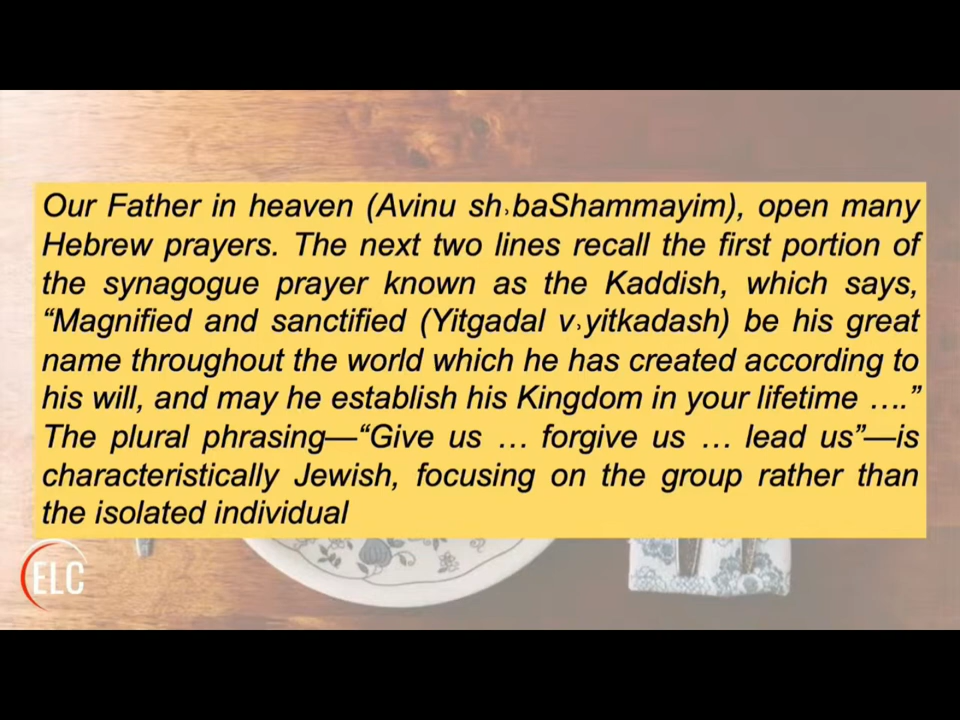 Our Father in heaven (Avinu sh˒baShammayim), open many
Hebrew prayers. The next two lines recall the first portion of
the synagogue prayer known as the Kaddish, which says,
“Magnified and sanctified (Yitgadal v˒yitkadash) be his great
name throughout the world which he has created according to
his will, and may he establish his Kingdom in your lifetime ….”
The plural phrasing—“Give us … forgive us … lead us”—is
characteristically Jewish, focusing on the group rather than
the isolated individual
ELC